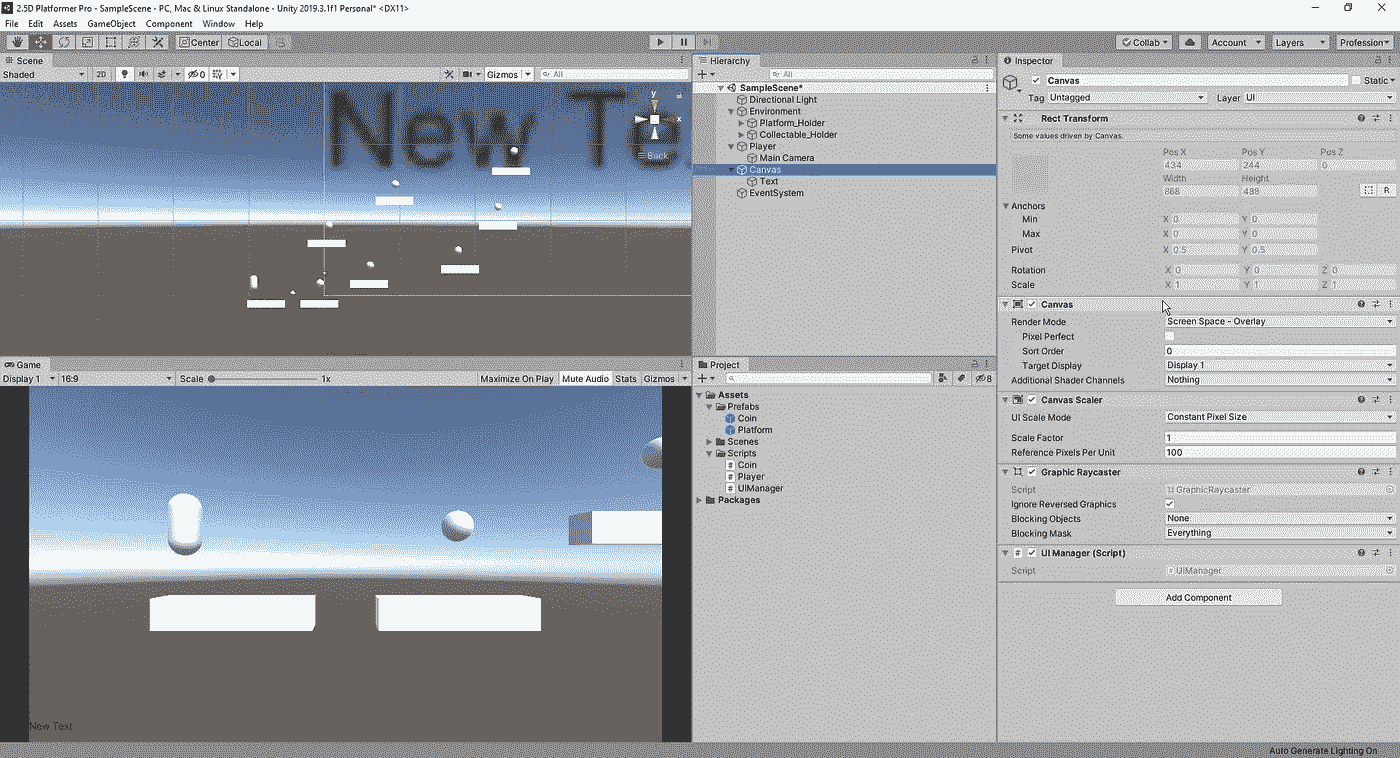 2.5D Platformer Pro - SampleScene - PC, Mac & Linux Standalone - Unity 2019.3.1f1 Personal* <DX11>
File Edit Assets GameObject Component Window Help
Center Local Collab Account Layers Profession
Scene
Shaded 2D 0 Gizmos All
New Te
y
x
Back
Game
Display 1 16:9 Scale 1x Maximize On Play Mute Audio Stats Gizmos
New Text
Hierarchy
All
SampleScene*
Directional Light
Environment
Platform_Holder
Collectable_Holder
Player
Main Camera
Canvas
Text
EventSystem
Project
8
Assets
Prefabs
Coin
Platform
Scenes
Scripts
# Coin
# Player
# UIManager
Packages
Inspector
Canvas Static
Tag Untagged Layer UI
Rect Transform
Some values driven by Canvas.
Pos X Pos Y Pos Z
434 244 0
Width Height
868 488
R
Anchors
Min X 0 Y 0
Max X 0 Y 0
Pivot X 0.5 Y 0.5
Rotation X 0 Y 0 Z 0
Scale X 1 Y 1 Z 1
Canvas
Render Mode Screen Space - Overlay
Pixel Perfect
Sort Order 0
Target Display Display 1
Additional Shader Channels Nothing
Canvas Scaler
UI Scale Mode Constant Pixel Size
Scale Factor 1
Reference Pixels Per Unit 100
Graphic Raycaster
Script GraphicRaycaster
Ignore Reversed Graphics
Blocking Objects None
Blocking Mask Everything
# UI Manager (Script)
Script UIManager
Add Component
Auto Generate Lighting On